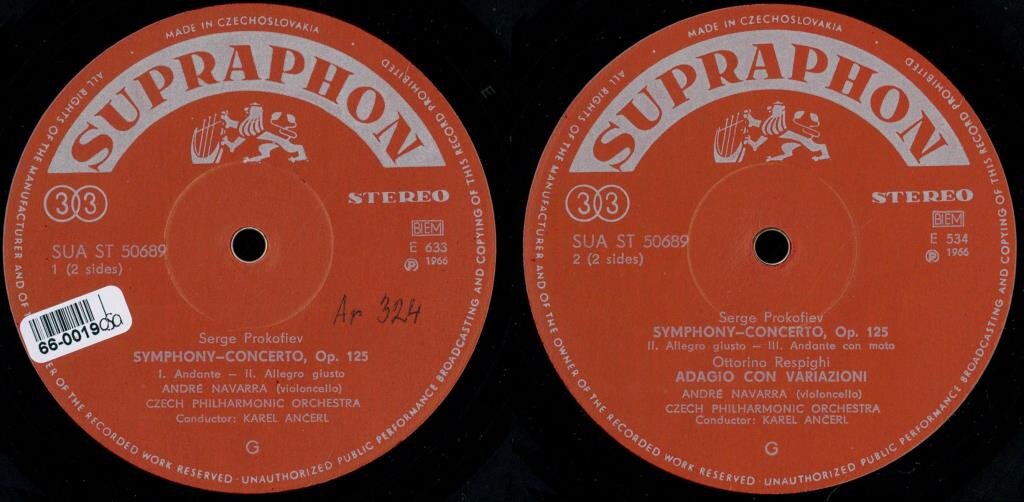 MADE IN CZECHOSLOVAKIA
ALL RIGHTS OF THE MANUFACTURER AND OF THE OWNER OF THE RECORDED WORK RESERVED · UNAUTHORIZED PUBLIC PERFORMANCE BROADCASTING AND COPYING OF THIS RECORD PROHIBITED
SUPRAPHON
33
STEREO
BIEM
SUA ST 50689
E 633
1 (2 sides)
Ⓟ 1966
66-0019
Ar 324
Serge Prokofiev
SYMPHONY–CONCERTO, Op. 125
I. Andante – II. Allegro giusto
ANDRÉ NAVARRA (violoncello)
CZECH PHILHARMONIC ORCHESTRA
Conductor: KAREL ANČERL
G
MADE IN CZECHOSLOVAKIA
ALL RIGHTS OF THE MANUFACTURER AND OF THE OWNER OF THE RECORDED WORK RESERVED · UNAUTHORIZED PUBLIC PERFORMANCE BROADCASTING AND COPYING OF THIS RECORD PROHIBITED
SUPRAPHON
33
STEREO
BIEM
SUA ST 50689
E 534
2 (2 sides)
Ⓟ 1966
Serge Prokofiev
SYMPHONY–CONCERTO, Op. 125
II. Allegro giusto – III. Andante con moto
Ottorino Respighi
ADAGIO CON VARIAZIONI
ANDRÉ NAVARRA (violoncello)
CZECH PHILHARMONIC ORCHESTRA
Conductor: KAREL ANČERL
G